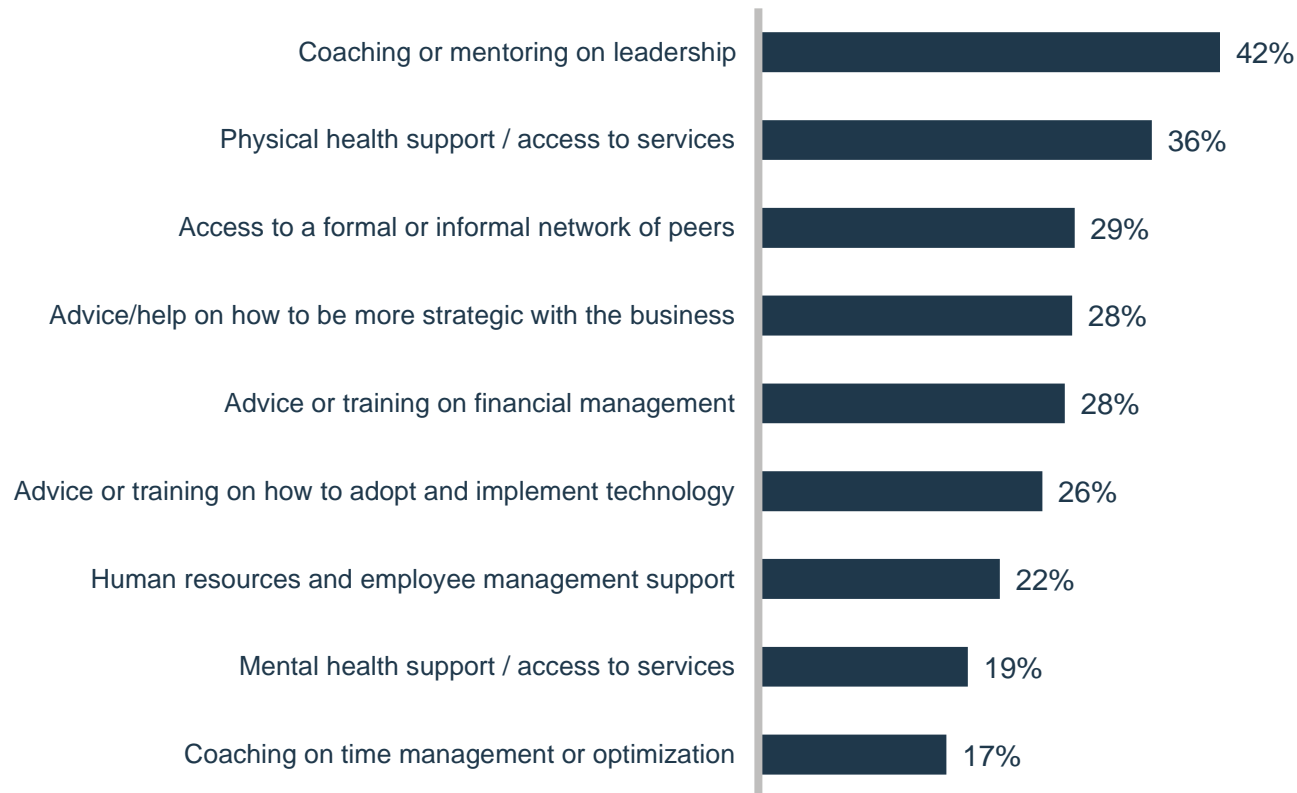 Coaching or mentoring on leadership 42%
Physical health support / access to services 36%
Access to a formal or informal network of peers 29%
Advice/help on how to be more strategic with the business 28%
Advice or training on financial management 28%
Advice or training on how to adopt and implement technology 26%
Human resources and employee management support 22%
Mental health support / access to services 19%
Coaching on time management or optimization 17%